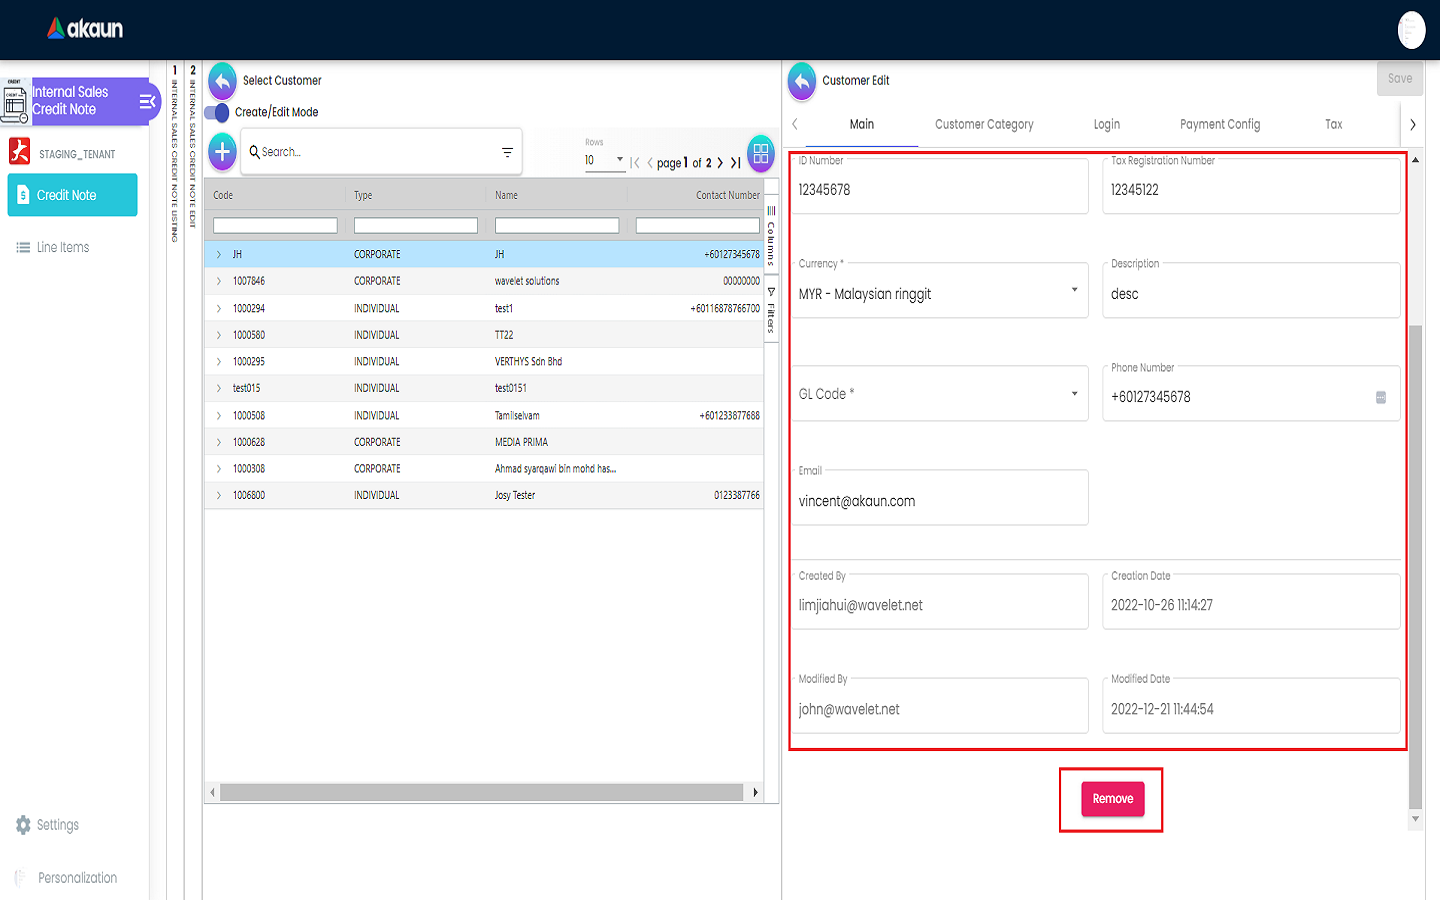 akaun
CREDIT
Internal Sales
Credit Note
STAGING_TENANT
Credit Note
Line Items
Settings
Personalization
1 INTERNAL SALES CREDIT NOTE LISTING
2 INTERNAL SALES CREDIT NOTE EDIT
Select Customer
Create/Edit Mode
Search...
Rows
10
page 1 of 2
Code Type Name Contact Number
JH CORPORATE JH +60127345678
1007846 CORPORATE wavelet solutions 00000000
1000294 INDIVIDUAL test1 +60116878766700
1000580 INDIVIDUAL TT22
1000295 INDIVIDUAL VERTHYS Sdn Bhd
test015 INDIVIDUAL test0151
1000508 INDIVIDUAL Tamilselvam +601233877688
1000628 CORPORATE MEDIA PRIMA
1000308 CORPORATE Ahmad syarqawi bin mohd has...
1006800 INDIVIDUAL Josy Tester 0123387766
Columns
Filters
Customer Edit
Save
Main Customer Category Login Payment Config Tax
ID Number
12345678
Tax Registration Number
12345122
Currency *
MYR - Malaysian ringgit
Description
desc
GL Code *
Phone Number
+60127345678
Email
vincent@akaun.com
Created By
limjiahui@wavelet.net
Creation Date
2022-10-26 11:14:27
Modified By
john@wavelet.net
Modified Date
2022-12-21 11:44:54
Remove